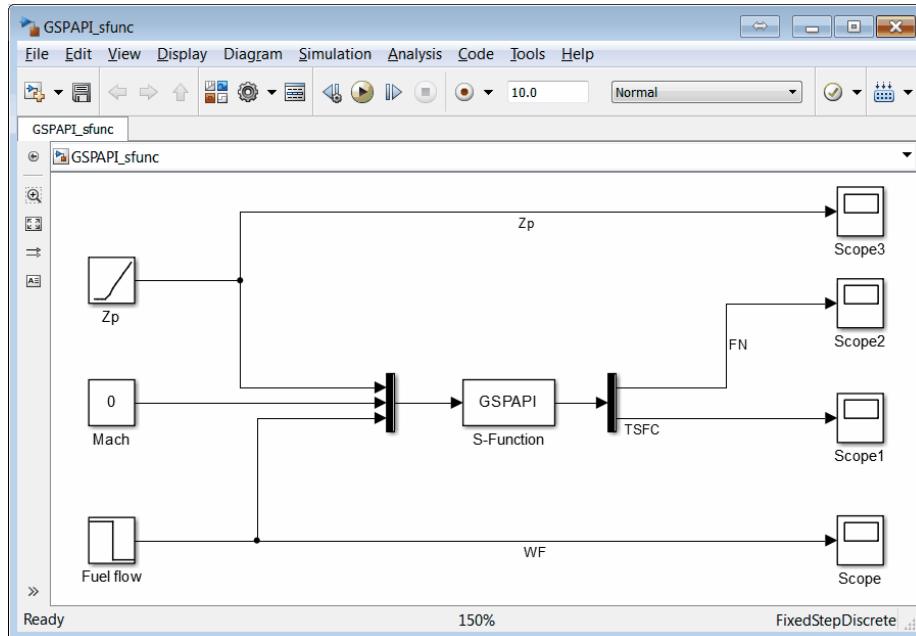 GSPAPI_sfunc
File Edit View Display Diagram Simulation Analysis Code Tools Help
10.0 Normal
GSPAPI_sfunc
GSPAPI_sfunc
Zp
Scope3
Zp
FN
Scope2
0
GSPAPI
Mach
S-Function
TSFC
Scope1
WF
Fuel flow
Scope
Ready 150% FixedStepDiscrete